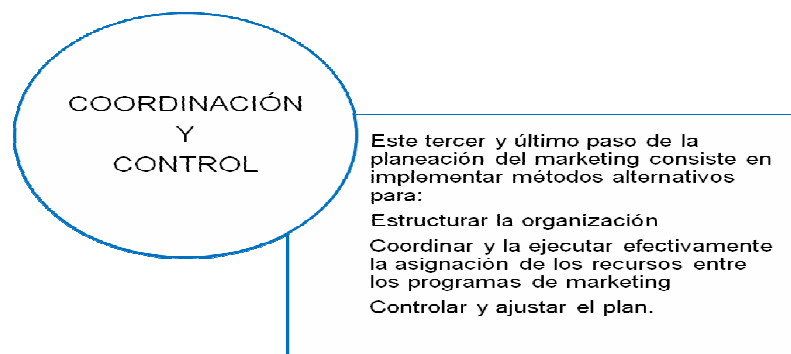 COORDINACIÓN
Y
CONTROL
Este tercer y último paso de la
planeación del marketing consiste en
implementar métodos alternativos
para:
Estructurar la organización
Coordinar y la ejecutar efectivamente
la asignación de los recursos entre
los programas de marketing
Controlar y ajustar el plan.